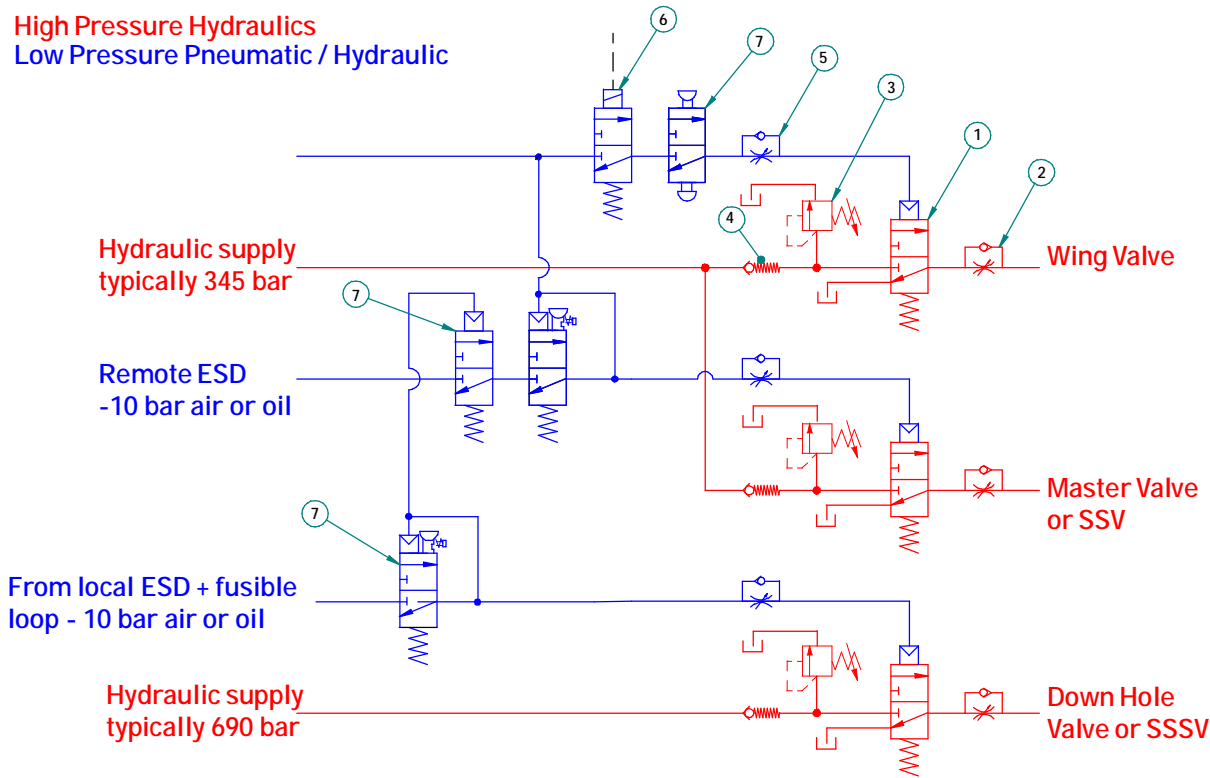 High Pressure Hydraulics
Low Pressure Pneumatic / Hydraulic
6
7
5
3
1
2
4
Hydraulic supply
typically 345 bar
Wing Valve
7
Remote ESD
-10 bar air or oil
Master Valve
or SSV
7
From local ESD + fusible
loop - 10 bar air or oil
Hydraulic supply
typically 690 bar
Down Hole
Valve or SSSV